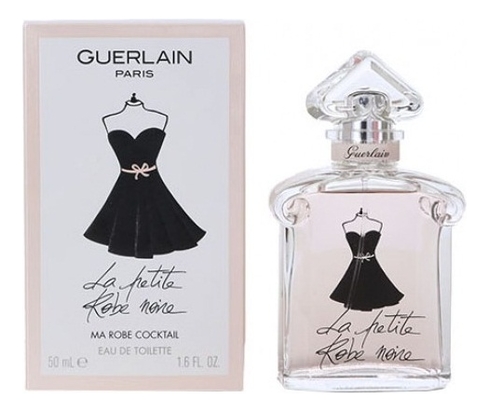 GUERLAIN
PARIS
La petite
Robe noire
MA ROBE COCKTAIL
EAU DE TOILETTE
50 mL ℮ 1.6 FL. OZ.
Guerlain
La petite
Robe noire